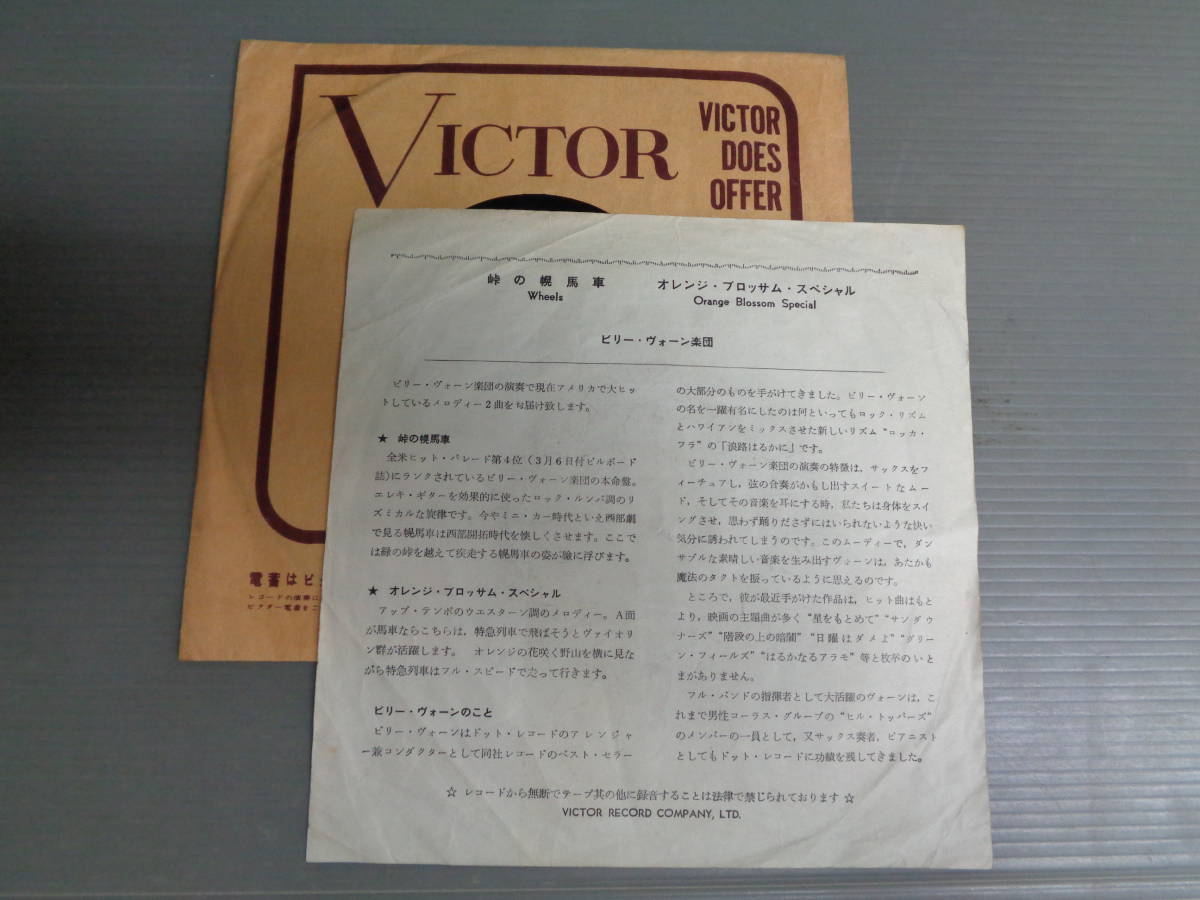 VICTOR
VICTOR
DOES
OFFER
峠の幌馬車
Wheels
オレンジ・ブロッサム・スペシャル
Orange Blossom Special
ビリー・ヴォーン楽団
ビリー・ヴォーン楽団の演奏で現在アメリカで大ヒッ
トしているメロディー2曲をお届け致します。
★ 峠の幌馬車
全米ヒット・パレード第4位（3月6日付ビルボード
誌）にランクされているビリー・ヴォーン楽団の本命盤。
エレキ・ギターを効果的に使ったロック・ルンバ調のリ
ズミカルな旋律です。今やミニ・カー時代といえ西部劇
で見る幌馬車は西部開拓時代を懐しくさせます。ここで
は緑の峠を越えて疾走する幌馬車の姿が瞼に浮びます。
★ オレンジ・ブロッサム・スペシャル
アップ・テンポのウエスターン調のメロディー。A面
が馬車ならこちらは，特急列車で飛ばそうとヴァイオリ
ン群が活躍します。 オレンジの花咲く野山を横に見な
がら特急列車はフル・スピードで走って行きます。
ビリー・ヴォーンのこと
ビリー・ヴォーンはドット・レコードのアレンジャ
ー兼コンダクターとして同社レコードのベスト・セラー
の大部分のものを手がけてきました。ビリー・ヴォーン
の名を一躍有名にしたのは何といってもロック・リズム
とハワイアンをミックスさせた新しいリズム“ロッカ・
フラ”の「浪路はるかに」です。
ビリー・ヴォーン楽団の演奏の特徴は，サックスをフ
ィーチュアし，弦の合奏がかもし出すスイートなムー
ド，そしてその音楽を耳にする時，私たちは身体をスイ
ングさせ，思わず踊りださずにはいられないような快い
気分に誘われてしまうのです。このムーディーで，ダン
サブルな素晴しい音楽を生み出すヴォーンは，あたかも
魔法のタクトを振っているように思えるのです。
ところで，彼が最近手がけた作品は，ヒット曲はもと
より，映画の主題曲が多く“星をもとめて”“サンダウ
ナーズ”“階段の上の暗闇”“日曜はダメよ”“グリー
ン・フィールズ”“はるかなるアラモ”等と枚挙のいと
まがありません。
フル・バンドの指揮者として大活躍のヴォーンは，こ
れまで男性コーラス・グループの“ヒル・トッパーズ”
のメンバーの一員として，又サックス奏者，ピアニスト
としてもドット・レコードに功績を残してきました。
☆ レコードから無断でテープ其の他に録音することは法律で禁じられております ☆
VICTOR RECORD COMPANY, LTD.
電蓄はビ
レコードの演奏に
ビクター電蓄をご